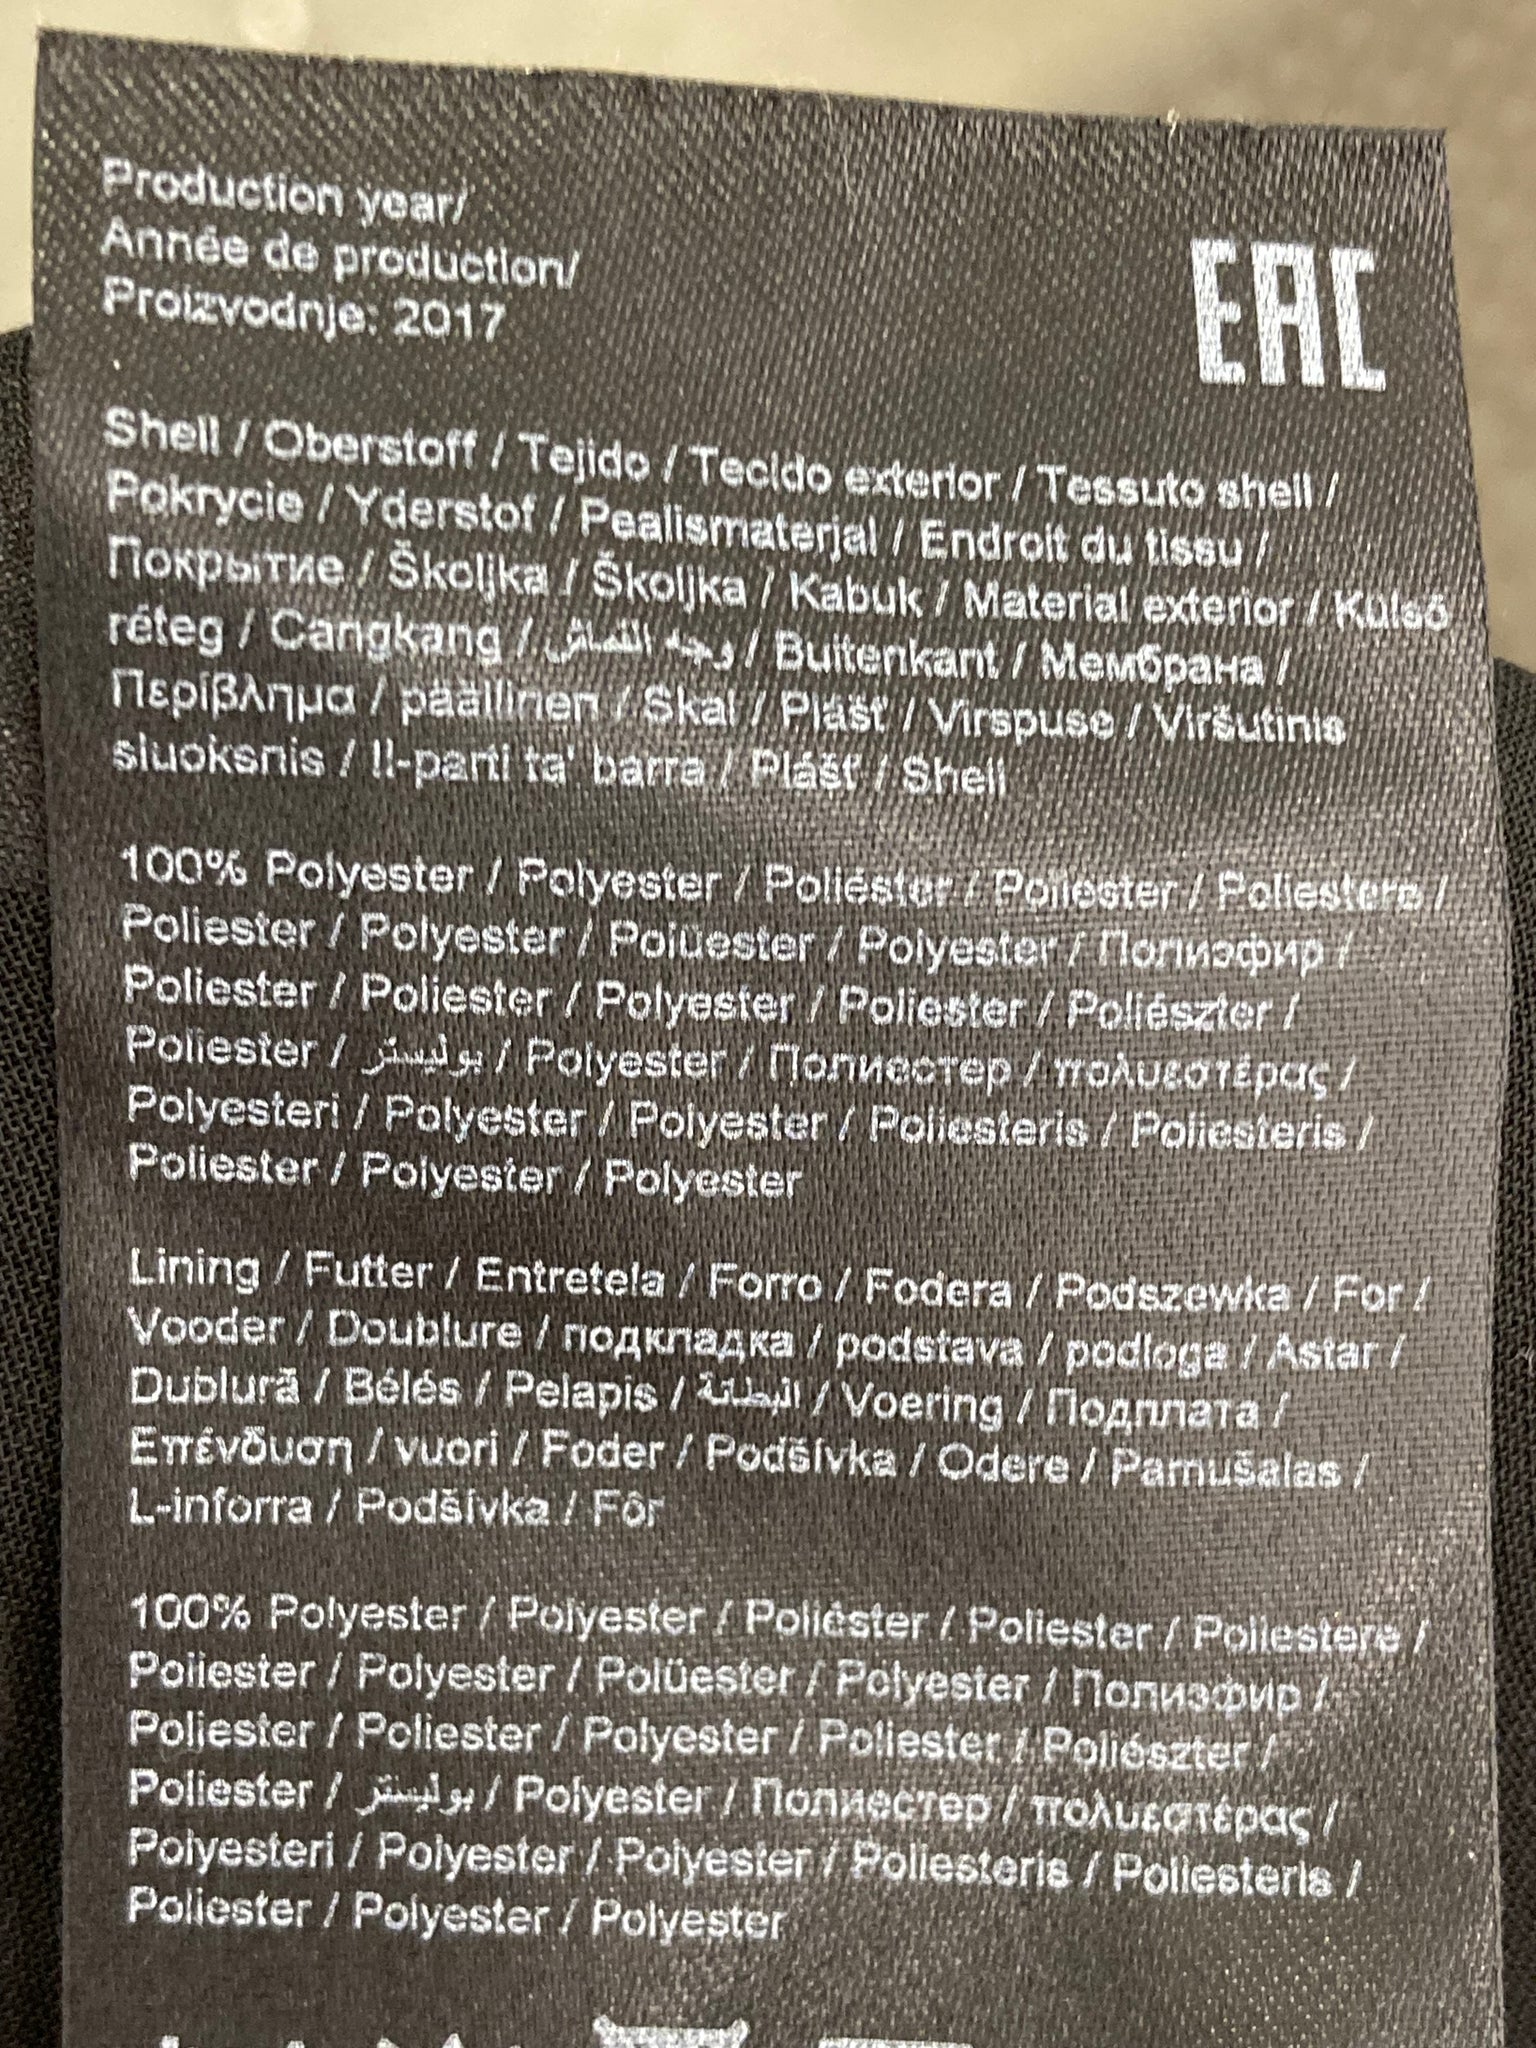 Production year/
Année de production/
Proizvodnje: 2017
EAC
Shell / Oberstoff / Tejido / Tecido exterior / Tessuto shell /
Pokrycie / Yderstof / Pealismaterjal / Endroit du tissu /
Покрытие / Školjka / Školjka / Kabuk / Material exterior / Külső
réteg / Cangkang / وجه القماش / Buitenkant / Мембрана /
Περίβλημα / päällinen / Skal / Plášť / Virspuse / Viršutinis
sluoksnis / Il-parti ta' barra / Plášť / Shell
100% Polyester / Polyester / Poliéster / Poliester / Poliestere /
Poliester / Polyester / Polüester / Polyester / Полиэфир /
Poliester / Poliester / Polyester / Poliester / Poliészter /
Poliester / بوليستر / Polyester / Полиестер / πολυεστέρας /
Polyesteri / Polyester / Polyester / Poliesteris / Poliesteris /
Poliester / Polyester / Polyester
Lining / Futter / Entretela / Forro / Fodera / Podszewka / For /
Vooder / Doublure / подкладка / podstava / podloga / Astar /
Dublură / Bélés / Pelapis / البطانة / Voering / Подплата /
Επένδυση / vuori / Foder / Podšívka / Odere / Pamušalas /
L-inforra / Podšívka / Fôr
100% Polyester / Polyester / Poliéster / Poliester / Poliestere /
Poliester / Polyester / Polüester / Polyester / Полиэфир /
Poliester / Poliester / Polyester / Poliester / Poliészter /
Poliester / بوليستر / Polyester / Полиестер / πολυεστέρας /
Polyesteri / Polyester / Polyester / Poliesteris / Poliesteris /
Poliester / Polyester / Polyester